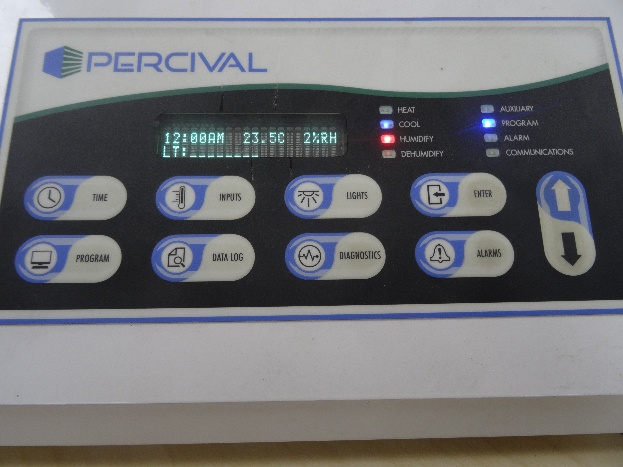 PERCIVAL
12:00AM 23.5C 2%RH
LT:_______
HEAT
COOL
HUMIDIFY
DEHUMIDIFY
AUXILIARY
PROGRAM
ALARM
COMMUNICATIONS
TIME
INPUTS
LIGHTS
ENTER
PROGRAM
DATA LOG
DIAGNOSTICS
ALARMS